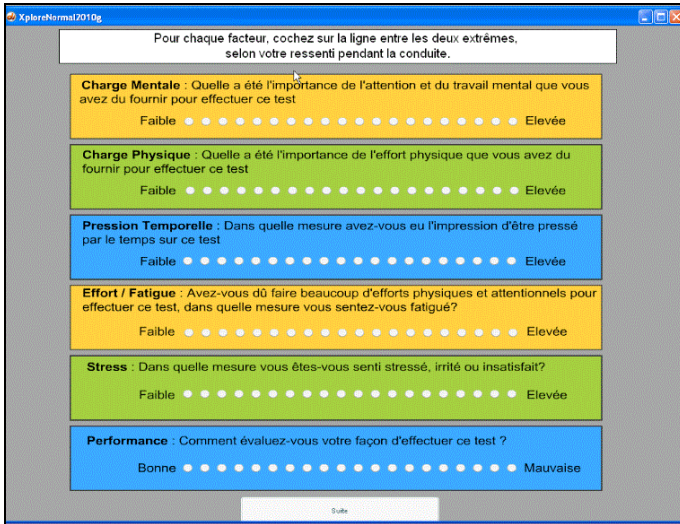 XploreNormal2010g
Pour chaque facteur, cochez sur la ligne entre les deux extrêmes,
selon votre ressenti pendant la conduite.
Charge Mentale : Quelle a été l'importance de l'attention et du travail mental que vous
avez du fournir pour effectuer ce test
Faible Elevée
Charge Physique : Quelle a été l'importance de l'effort physique que vous avez du
fournir pour effectuer ce test
Faible Elevée
Pression Temporelle : Dans quelle mesure avez-vous eu l'impression d'être pressé
par le temps sur ce test
Faible Elevée
Effort / Fatigue : Avez-vous dû faire beaucoup d'efforts physiques et attentionnels pour
effectuer ce test, dans quelle mesure vous sentez-vous fatigué?
Faible Elevée
Stress : Dans quelle mesure vous êtes-vous senti stressé, irrité ou insatisfait?
Faible Elevée
Performance : Comment évaluez-vous votre façon d'effectuer ce test ?
Bonne Mauvaise
Suite